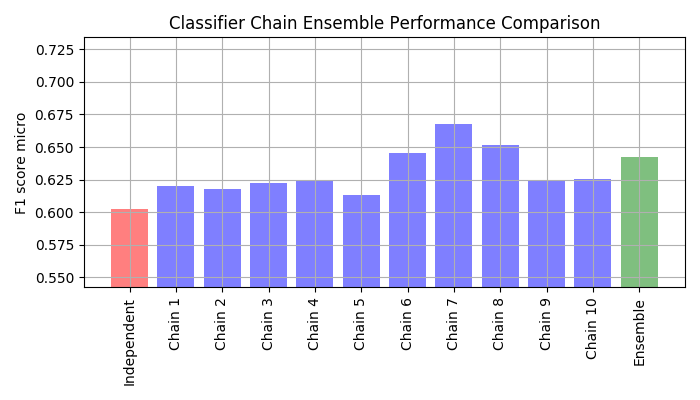 Classifier Chain Ensemble Performance Comparison
F1 score micro
0.725
0.700
0.675
0.650
0.625
0.600
0.575
0.550
Independent
Chain 1
Chain 2
Chain 3
Chain 4
Chain 5
Chain 6
Chain 7
Chain 8
Chain 9
Chain 10
Ensemble